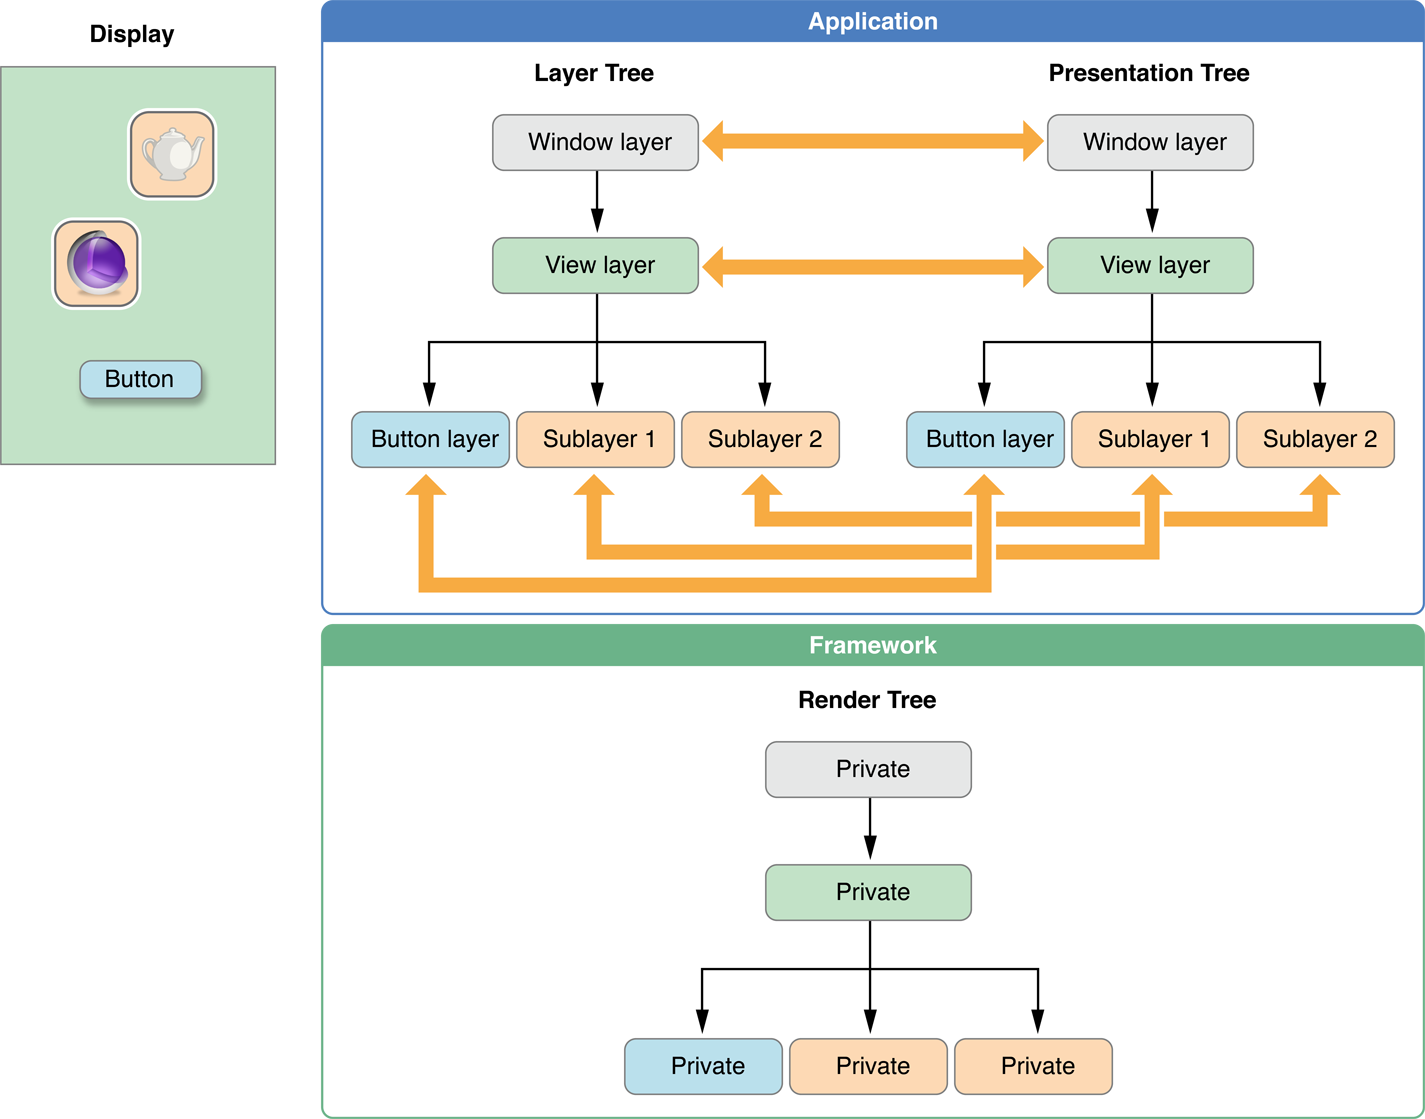 Display
Button
Application
Layer Tree
Presentation Tree
Window layer
Window layer
View layer
View layer
Button layer
Sublayer 1
Sublayer 2
Button layer
Sublayer 1
Sublayer 2
Framework
Render Tree
Private
Private
Private
Private
Private